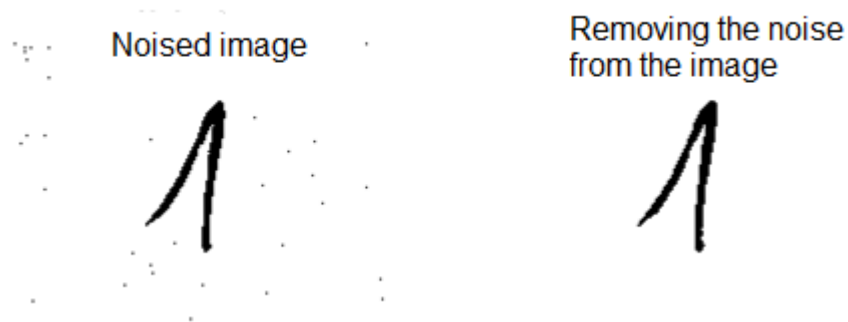 Noised image
Removing the noise
from the image
1
1